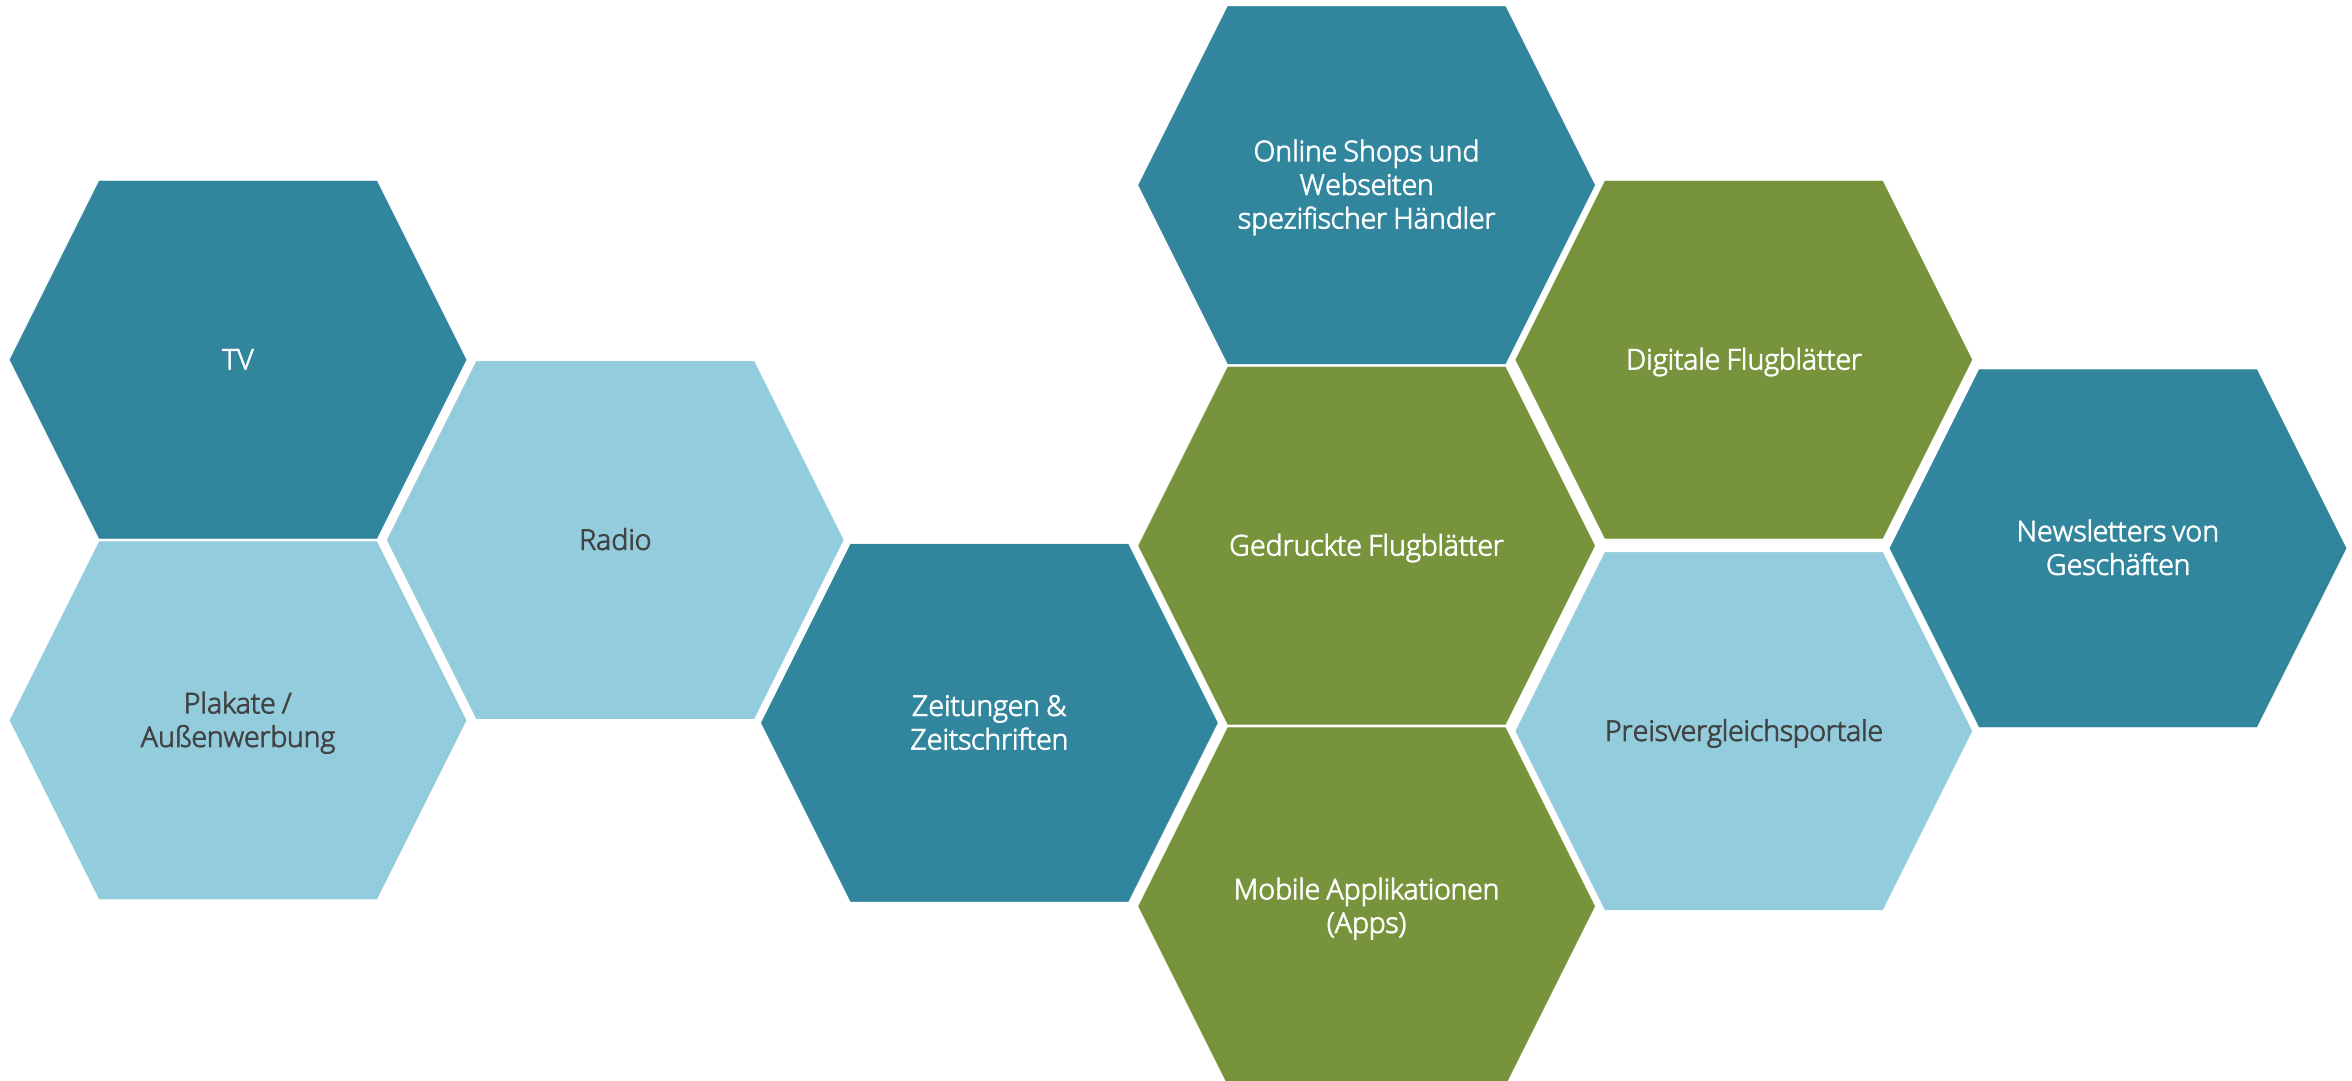 Online Shops und
Webseiten
spezifischer Händler
TV
Digitale Flugblätter
Radio
Gedruckte Flugblätter
Newsletters von
Geschäften
Plakate /
Außenwerbung
Zeitungen &
Zeitschriften
Preisvergleichsportale
Mobile Applikationen
(Apps)